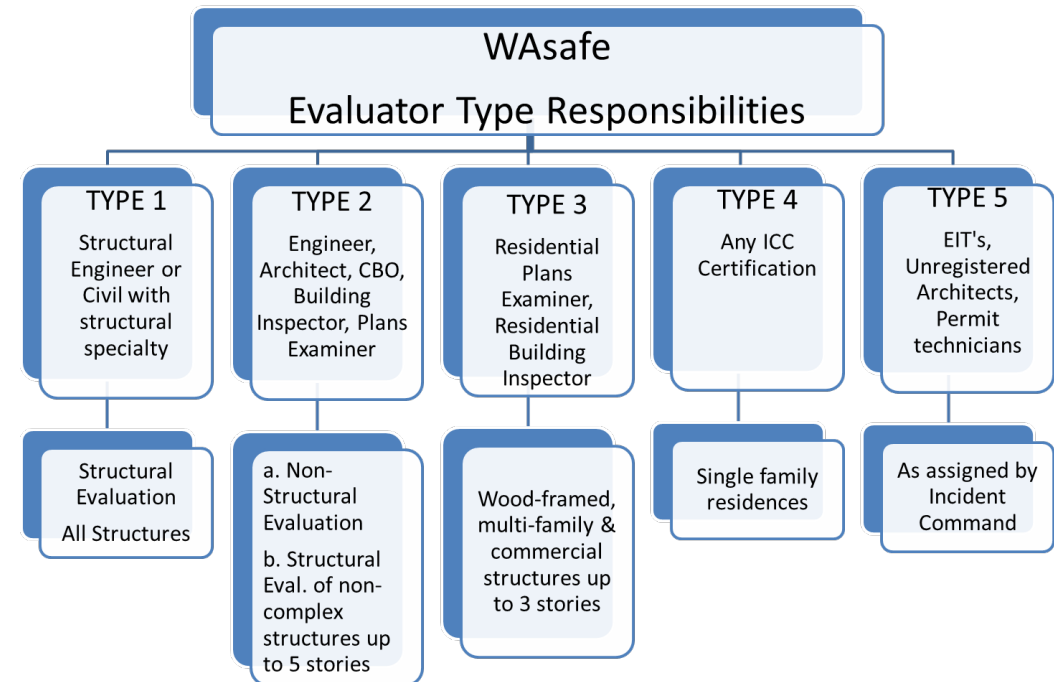 WAsafe
Evaluator Type Responsibilities
TYPE 1
Structural
Engineer or
Civil with
structural
specialty
TYPE 2
Engineer,
Architect, CBO,
Building
Inspector, Plans
Examiner
TYPE 3
Residential
Plans
Examiner,
Residential
Building
Inspector
TYPE 4
Any ICC
Certification
TYPE 5
EIT's,
Unregistered
Architects,
Permit
technicians
Structural
Evaluation
All Structures
a. Non-
Structural
Evaluation
b. Structural
Eval. of non-
complex
structures up
to 5 stories
Wood-framed,
multi-family &
commercial
structures up
to 3 stories
Single family
residences
As assigned by
Incident
Command